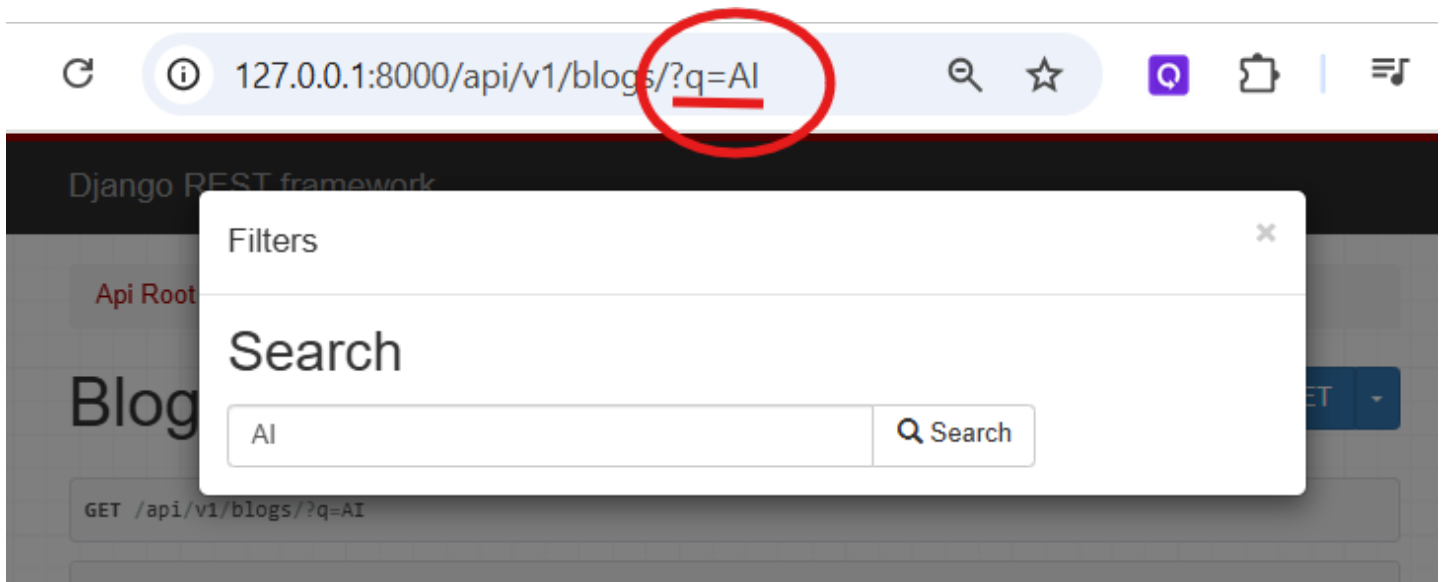 127.0.0.1:8000/api/v1/blogs/?q=AI
Django REST framework
Filters
×
Api Root
Search
Blog
AI
Search
GET /api/v1/blogs/?q=AI